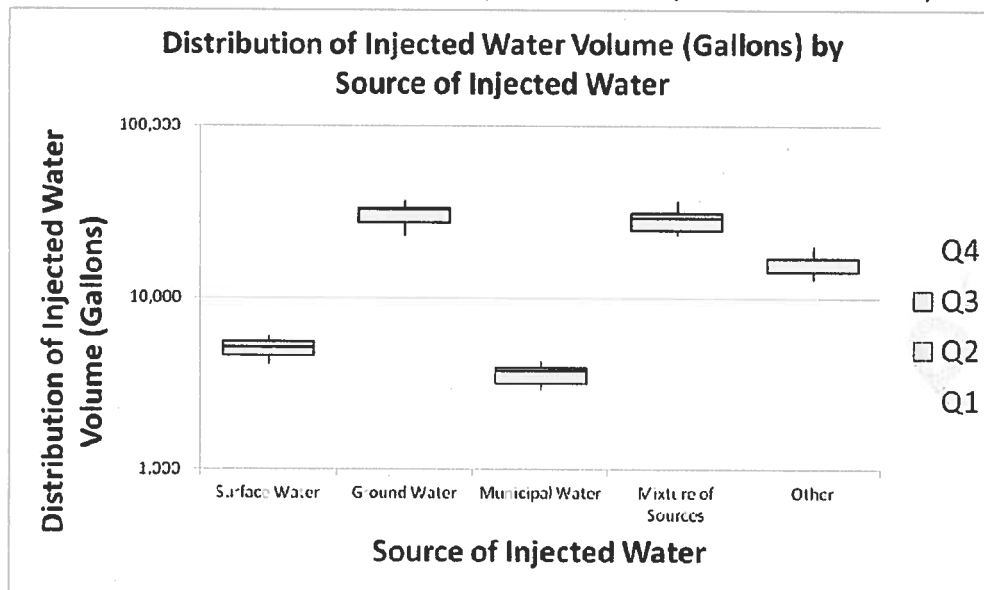 Distribution of Injected Water Volume (Gallons) by
Source of Injected Water
Distribution of Injected Water
Volume (Gallons)
100,000
10,000
1,000
Surface Water
Ground Water
Municipal Water
Mixture of
Sources
Other
Source of Injected Water
Q4
Q3
Q2
Q1